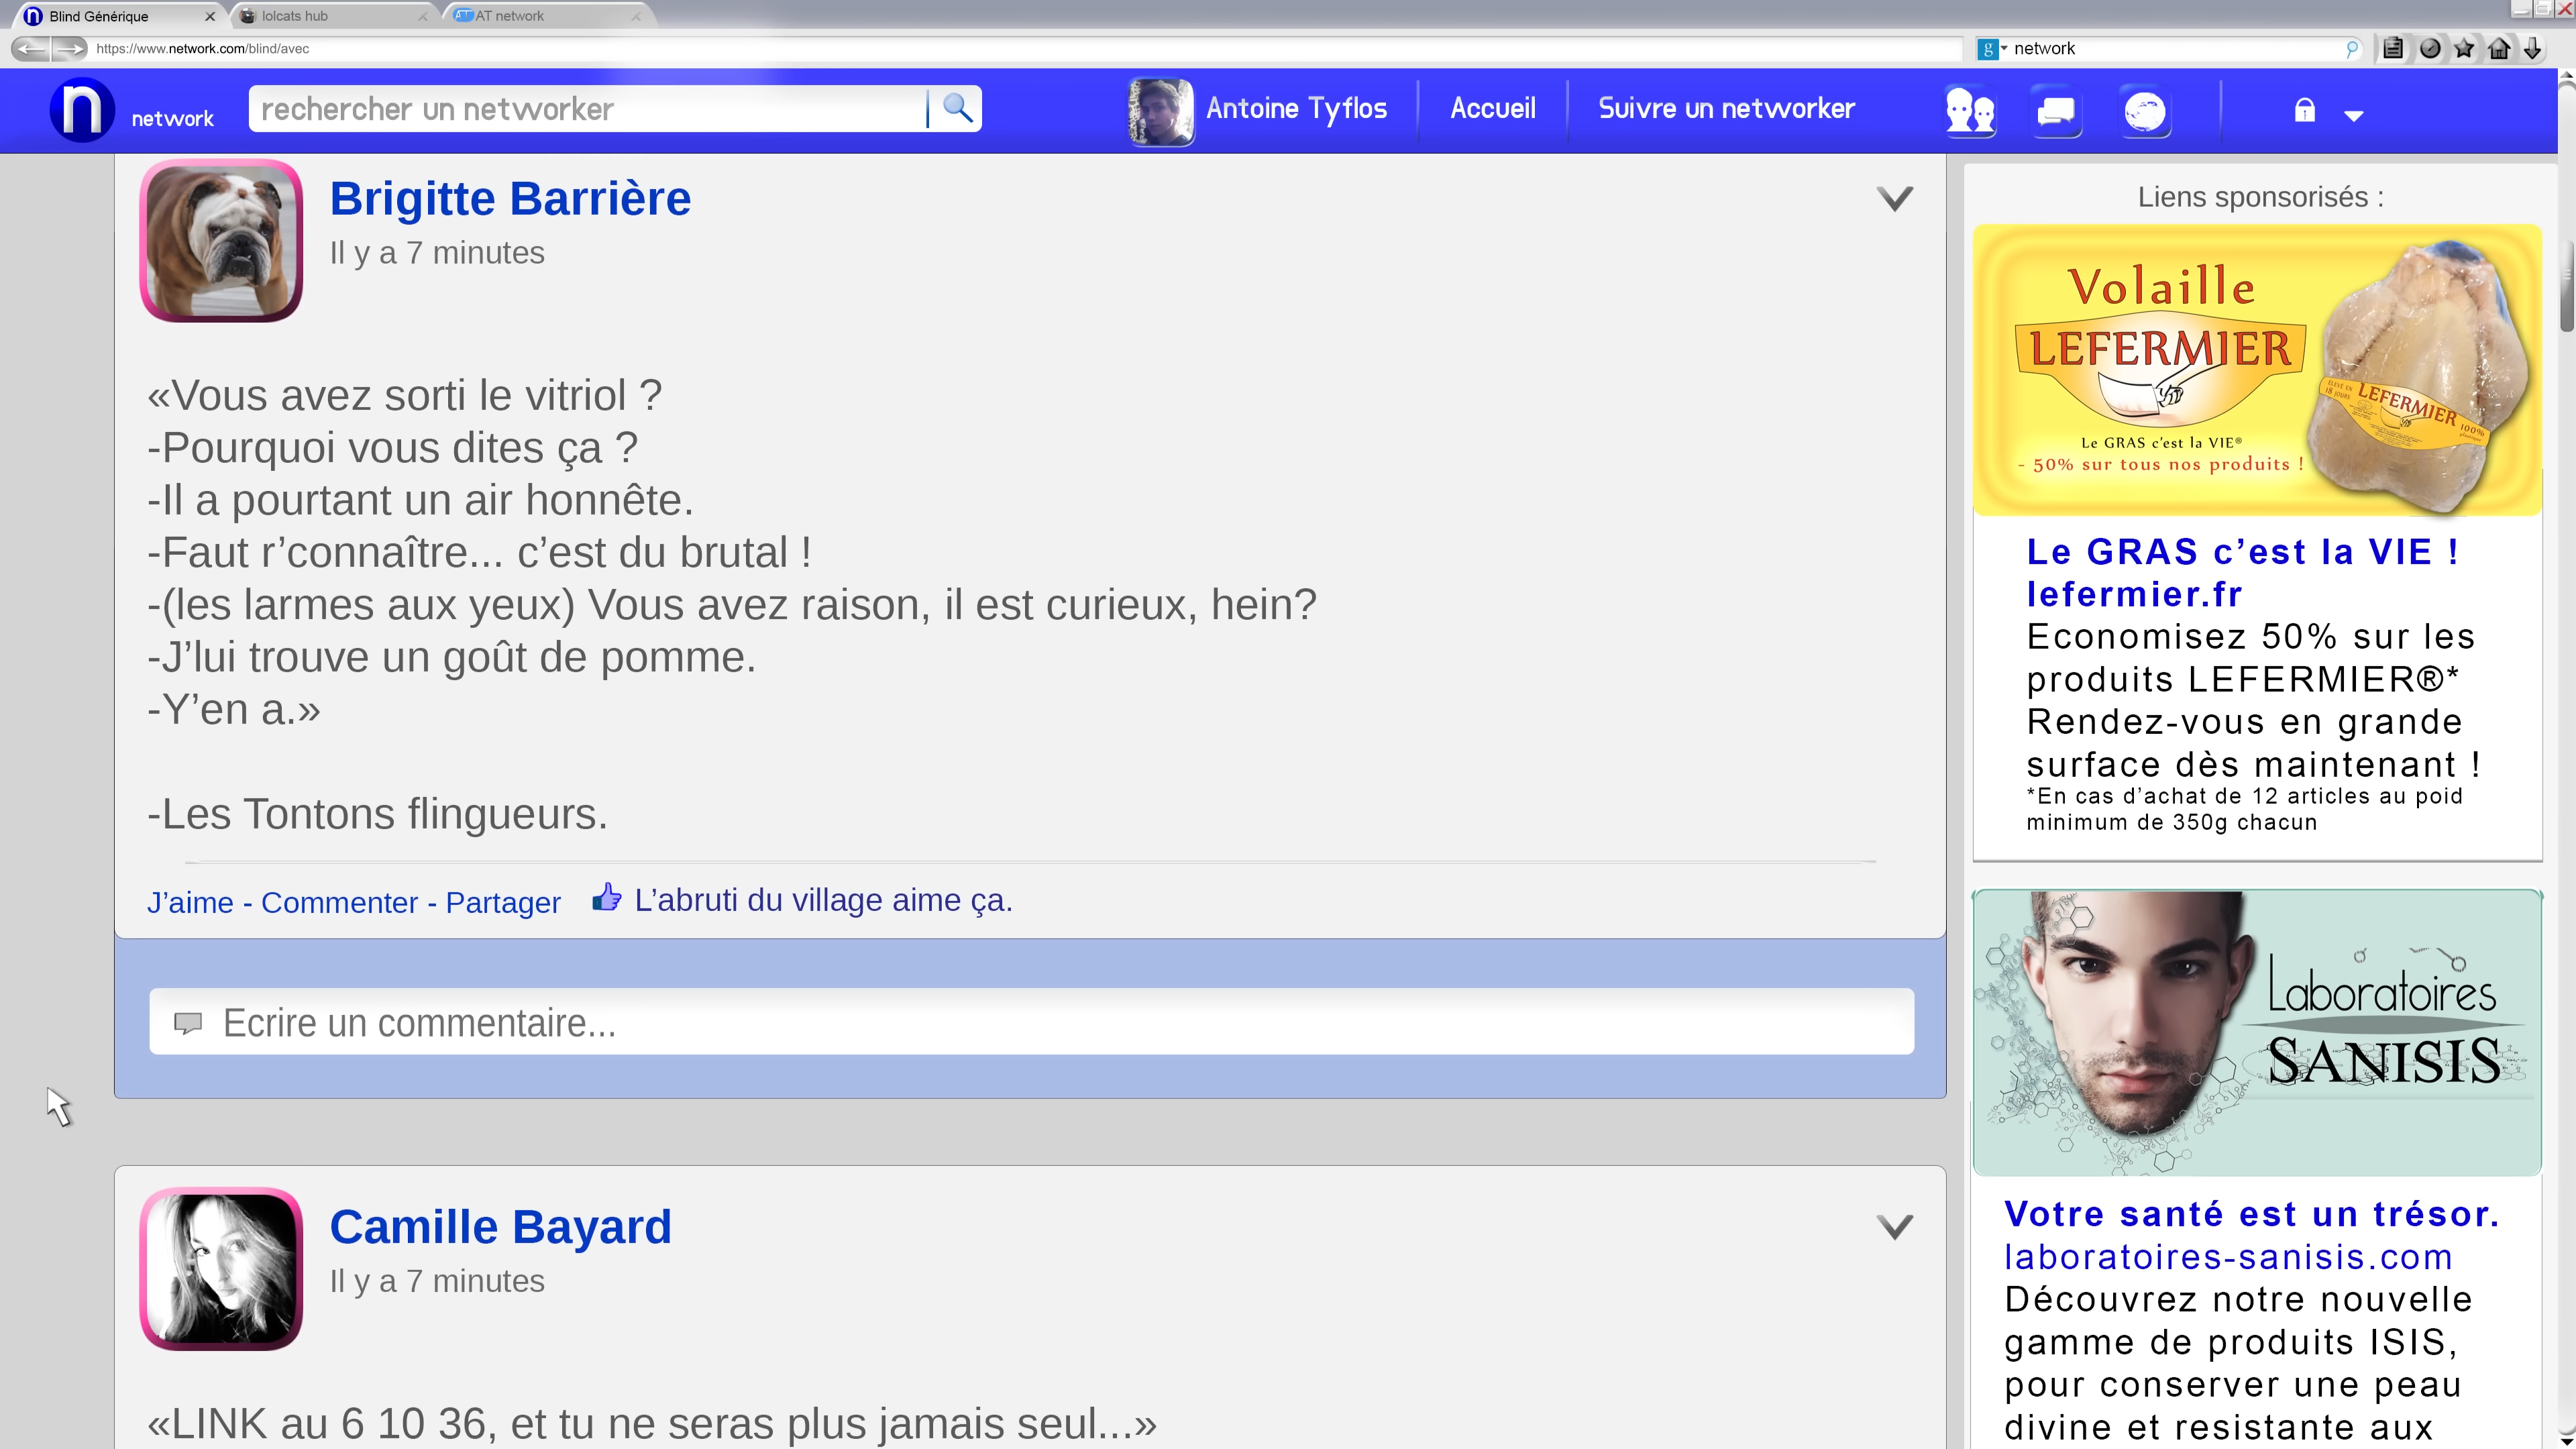 Blind Générique
lolcats hub
AT network
https://www.network.com/blind/avec
network
network
rechercher un networker
Antoine Tyflos
Accueil
Suivre un networker
Brigitte Barrière
Il y a 7 minutes
«Vous avez sorti le vitriol ?
-Pourquoi vous dites ça ?
-Il a pourtant un air honnête.
-Faut r’connaître... c’est du brutal !
-(les larmes aux yeux) Vous avez raison, il est curieux, hein?
-J’lui trouve un goût de pomme.
-Y’en a.»
-Les Tontons flingueurs.
J’aime - Commenter - Partager
L’abruti du village aime ça.
Ecrire un commentaire...
Camille Bayard
Il y a 7 minutes
«LINK au 6 10 36, et tu ne seras plus jamais seul...»
Liens sponsorisés :
Volaille
LEFERMIER
Le GRAS c’est la VIE®
- 50% sur tous nos produits !
ELEVÉ EN
18 JOURS
LEFERMIER
100%
Le GRAS c’est la VIE !
lefermier.fr
Economisez 50% sur les
produits LEFERMIER®*
Rendez-vous en grande
surface dès maintenant !
*En cas d’achat de 12 articles au poid
minimum de 350g chacun
Laboratoires
SANISIS
Votre santé est un trésor.
laboratoires-sanisis.com
Découvrez notre nouvelle
gamme de produits ISIS,
pour conserver une peau
divine et resistante aux